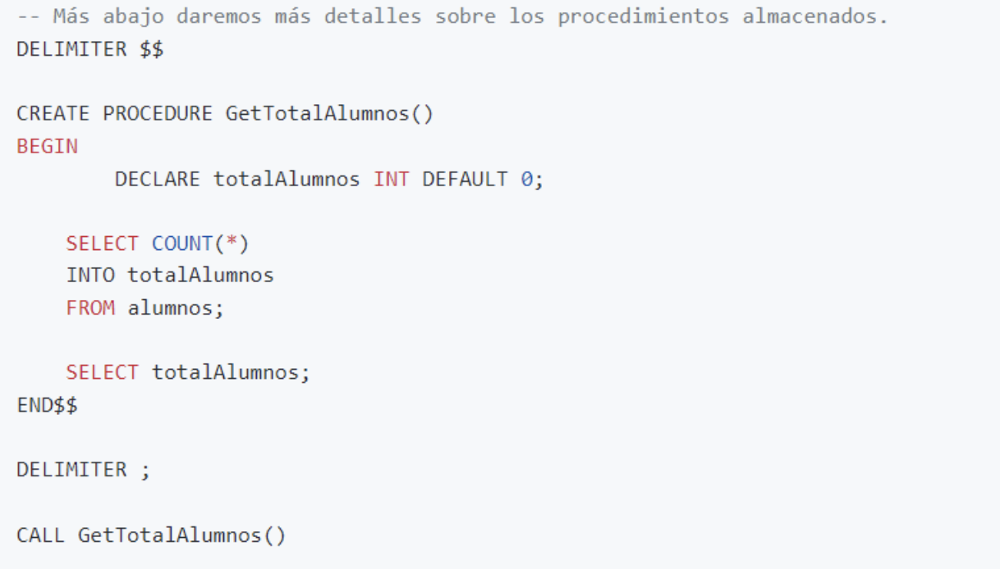 -- Más abajo daremos más detalles sobre los procedimientos almacenados.
DELIMITER $$
CREATE PROCEDURE GetTotalAlumnos()
BEGIN
DECLARE totalAlumnos INT DEFAULT 0;
SELECT COUNT(*)
INTO totalAlumnos
FROM alumnos;
SELECT totalAlumnos;
END$$
DELIMITER ;
CALL GetTotalAlumnos()